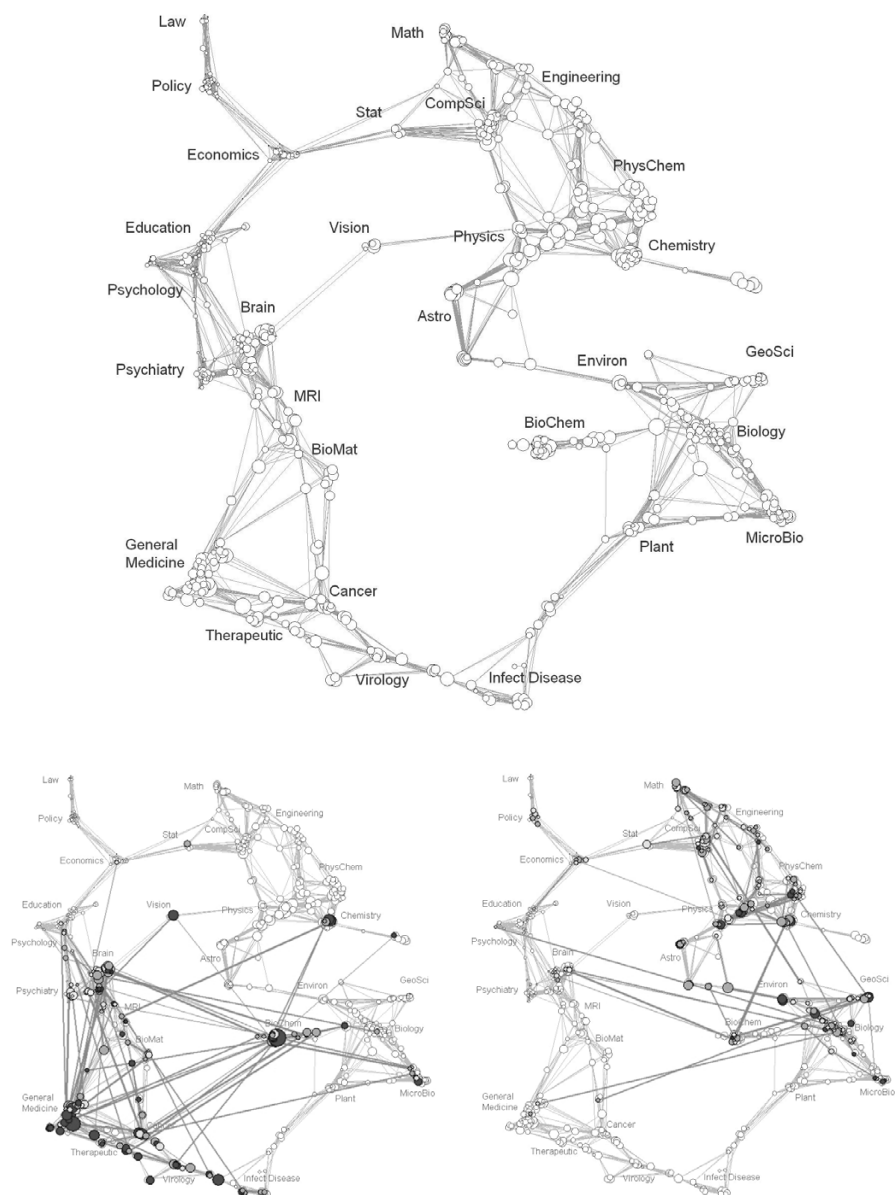 Law
Math
Policy
Engineering
Stat
CompSci
Economics
PhysChem
Education
Vision
Physics
Chemistry
Psychology
Brain
Astro
Psychiatry
Environ
GeoSci
MRI
BioChem
Biology
BioMat
General
Medicine
Plant
MicroBio
Cancer
Therapeutic
Virology
Infect Disease
Law
Math
Policy
Engineering
Stat
CompSci
Economics
PhysChem
Education
Vision
Physics
Chemistry
Psychology
Brain
Astro
Psychiatry
Environ
GeoSci
MRI
BioChem
Biology
BioMat
General
Medicine
Plant
MicroBio
Therapeutic
Virology
Infect Disease
Law
Math
Policy
Engineering
Stat
CompSci
Economics
PhysChem
Education
Vision
Physics
Chemistry
Psychology
Brain
Astro
Psychiatry
Environ
GeoSci
MRI
BioChem
Biology
BioMat
General
Medicine
Plant
MicroBio
Cancer
Therapeutic
Virology
Infect Disease